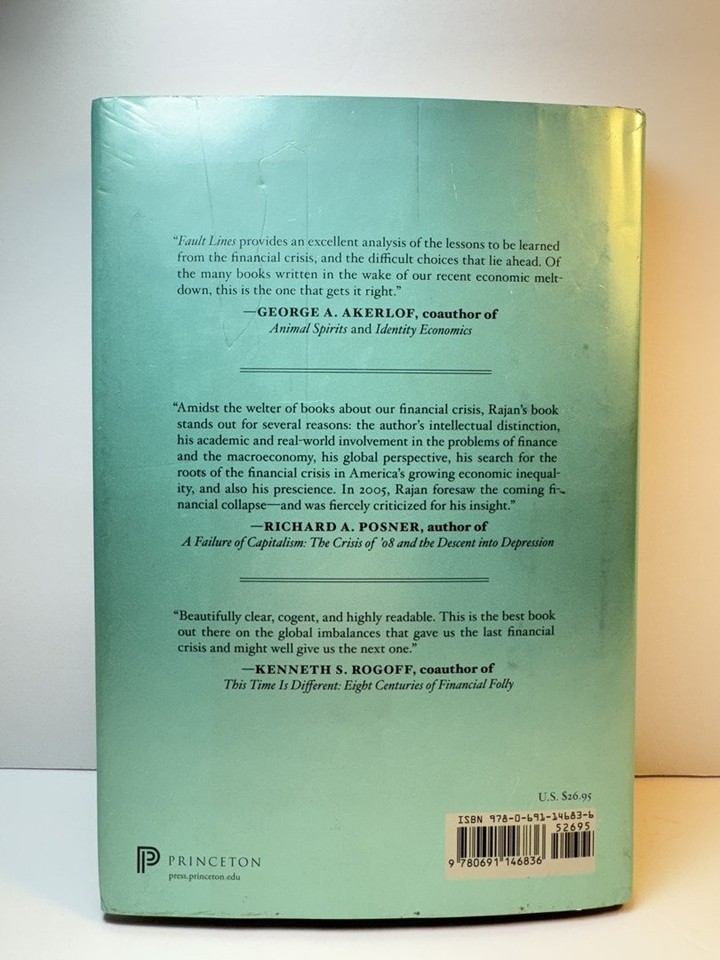 “Fault Lines provides an excellent analysis of the lessons to be learned
from the financial crisis, and the difficult choices that lie ahead. Of
the many books written in the wake of our recent economic melt-
down, this is the one that gets it right.”
—GEORGE A. AKERLOF, coauthor of
Animal Spirits and Identity Economics
“Amidst the welter of books about our financial crisis, Rajan’s book
stands out for several reasons: the author’s intellectual distinction,
his academic and real-world involvement in the problems of finance
and the macroeconomy, his global perspective, his search for the
roots of the financial crisis in America’s growing economic inequal-
ity, and also his prescience. In 2005, Rajan foresaw the coming fi-
nancial collapse—and was fiercely criticized for his insight.”
—RICHARD A. POSNER, author of
A Failure of Capitalism: The Crisis of ’08 and the Descent into Depression
“Beautifully clear, cogent, and highly readable. This is the best book
out there on the global imbalances that gave us the last financial
crisis and might well give us the next one.”
—KENNETH S. ROGOFF, coauthor of
This Time Is Different: Eight Centuries of Financial Folly
U.S. $26.95
ISBN 978-0-691-14683-6
52695
9 780691 146836
PRINCETON
press.princeton.edu